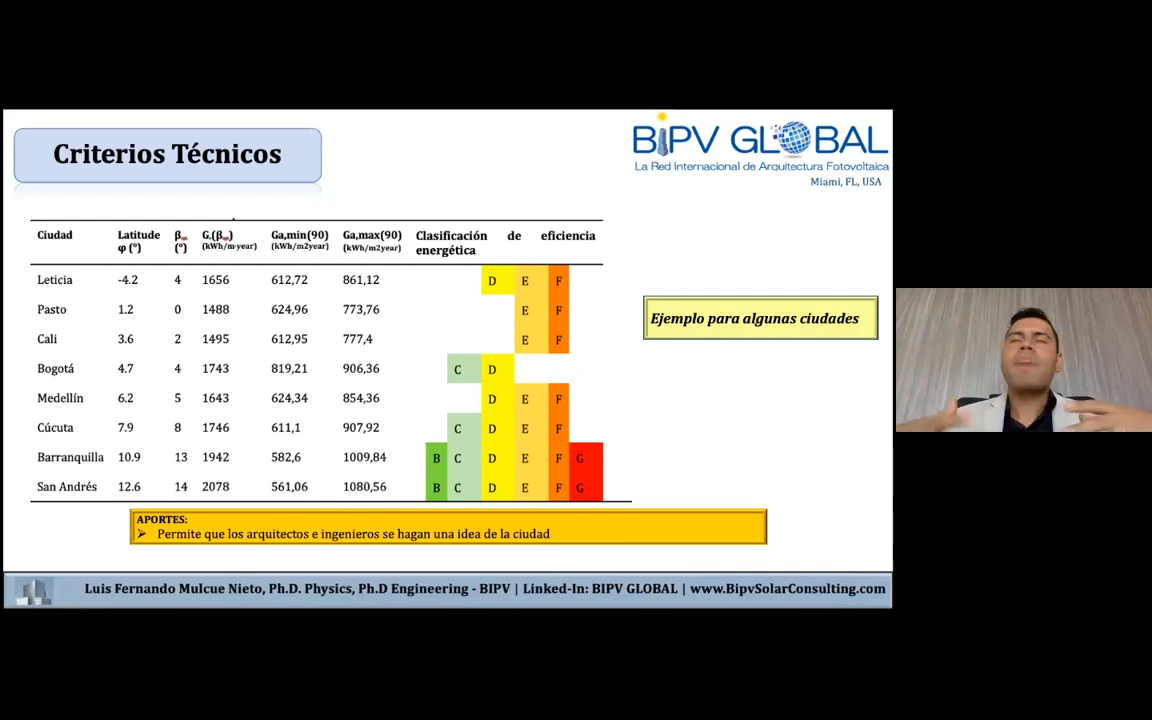 Criterios Técnicos
BIPV GLOBAL
La Red Internacional de Arquitectura Fotovoltaica
Miami, FL, USA
Ciudad Latitude φ (°) β (°) G Ga,min(90) (kWh/m2year) Ga,max(90) (kWh/m2year) Clasificación de eficiencia energética
Leticia -4.2 4 1656 612,72 861,12 D E F
Pasto 1.2 0 1488 624,96 773,76 E F
Cali 3.6 2 1495 612,95 777,4 E F
Bogotá 4.7 4 1743 819,21 906,36 C D
Medellín 6.2 5 1643 624,34 854,36 D E F
Cúcuta 7.9 8 1746 611,1 907,92 C D E F
Barranquilla 10.9 13 1942 582,6 1009,84 B C D E F G
San Andrés 12.6 14 2078 561,06 1080,56 B C D E F G
Ejemplo para algunas ciudades
APORTES:
➢ Permite que los arquitectos e ingenieros se hagan una idea de la ciudad
Luis Fernando Mulcue Nieto, Ph.D. Physics, Ph.D Engineering - BIPV | Linked-In: BIPV GLOBAL | www.BipvSolarConsulting.com